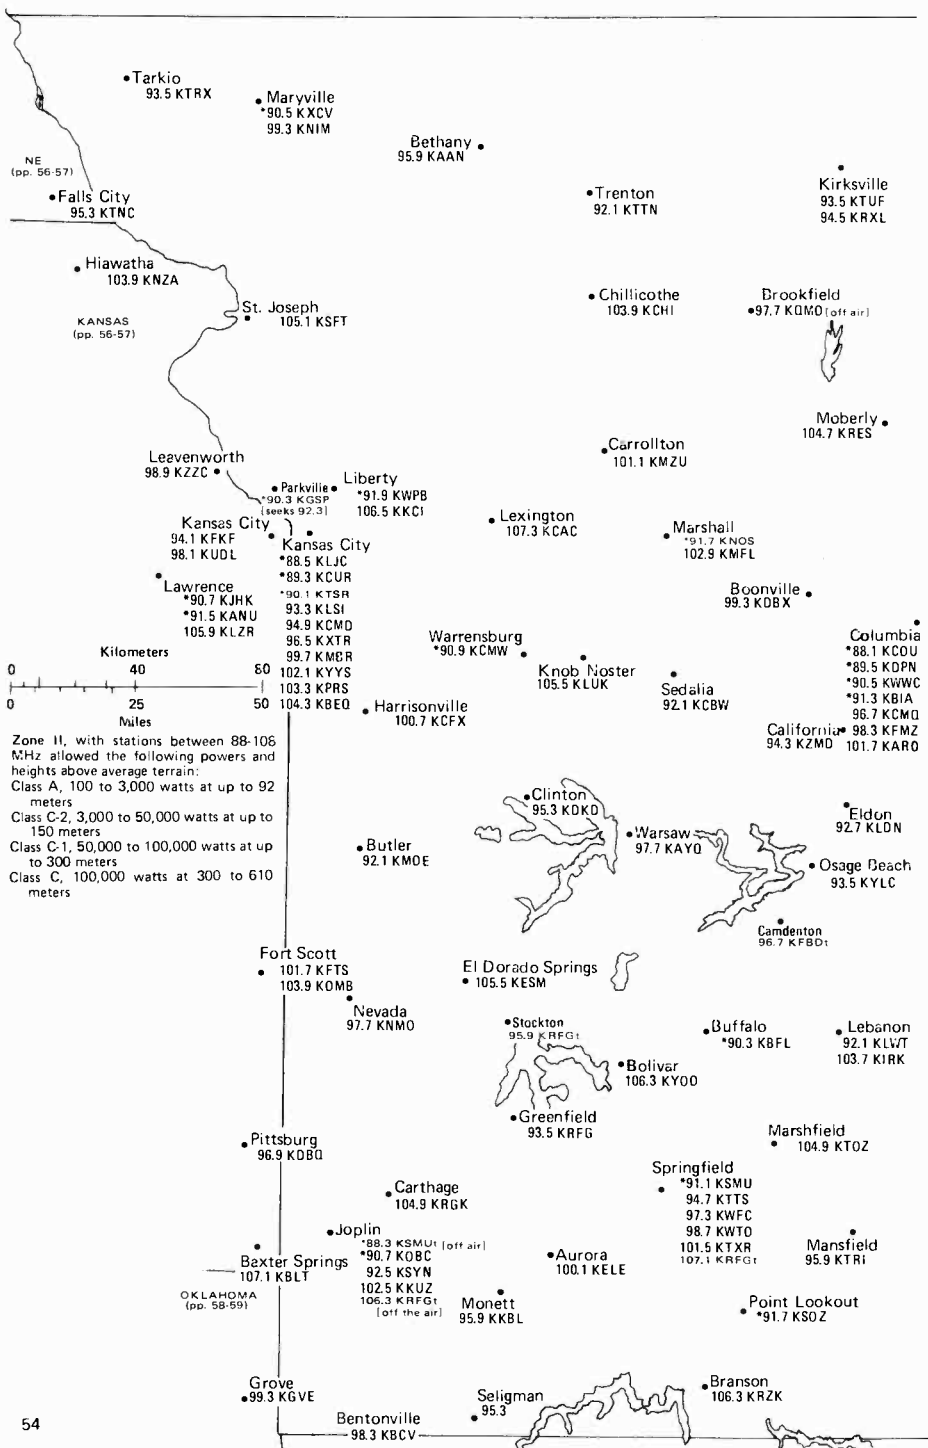 Tarkio
93.5 KTRX
Maryville
*90.5 KXCV
99.3 KNIM
Bethany
95.9 KAAN
NE
(pp. 56-57)
Falls City
95.3 KTNC
Trenton
92.1 KTTN
Kirksville
93.5 KTUF
94.5 KRXL
Hiawatha
103.9 KNZA
KANSAS
(pp. 56-57)
St. Joseph
105.1 KSFT
Chillicothe
103.9 KCHI
Brookfield
97.7 KQMO [off air]
Moberly
104.7 KRES
Carrollton
101.1 KMZU
Leavenworth
98.9 KZZC
Parkville
*90.3 KGSP
[seeks 92.3]
Liberty
*91.9 KWPB
106.5 KKCI
Kansas City
94.1 KFKF
98.1 KUDL
Kansas City
*88.5 KLJC
*89.3 KCUR
*90.1 KTSR
93.3 KLSI
94.9 KCMO
96.5 KXTR
99.7 KMBR
102.1 KYYS
103.3 KPRS
104.3 KBEQ
Lexington
107.3 KCAC
Marshall
*91.7 KNOS
102.9 KMFL
Lawrence
*90.7 KJHK
*91.5 KANU
105.9 KLZR
Boonville
99.3 KDBX
Columbia
*88.1 KCOU
*89.5 KOPN
*90.5 KWWC
*91.3 KBIA
96.7 KCMQ
98.3 KFMZ
101.7 KARO
Warrensburg
*90.9 KCMW
Knob Noster
105.5 KLUK
Sedalia
92.1 KCBW
Kilometers
0 40 80
0 25 50
Miles
Harrisonville
100.7 KCFX
California
94.3 KZMO
Zone II, with stations between 88-108
MHz allowed the following powers and
heights above average terrain:
Class A, 100 to 3,000 watts at up to 92
meters
Class C-2, 3,000 to 50,000 watts at up to
150 meters
Class C-1, 50,000 to 100,000 watts at up
to 300 meters
Class C, 100,000 watts at 300 to 610
meters
Clinton
95.3 KDKD
Eldon
92.7 KLDN
Butler
92.1 KMOE
Warsaw
97.7 KAYQ
Osage Beach
93.5 KYLC
Camdenton
96.7 KFBDt
Fort Scott
101.7 KFTS
103.9 KOMB
El Dorado Springs
105.5 KESM
Nevada
97.7 KNMO
Stockton
95.9 KRFGt
Buffalo
*90.3 KBFL
Lebanon
92.1 KLWT
103.7 KIRK
Bolivar
106.3 KYOO
Greenfield
93.5 KRFG
Pittsburg
96.9 KDBQ
Marshfield
104.9 KTOZ
Carthage
104.9 KRGK
Springfield
*91.1 KSMU
94.7 KTTS
97.3 KWFC
98.7 KWTO
101.5 KTXR
107.1 KRFGt
Joplin
*88.3 KSMUt [off air]
*90.7 KOBC
92.5 KSYN
102.5 KKUZ
106.3 KRFGt
[off the air]
Mansfield
95.9 KTRI
Baxter Springs
107.1 KBLT
Aurora
100.1 KELE
OKLAHOMA
(pp. 58-59)
Monett
95.9 KKBL
Point Lookout
*91.7 KSOZ
Grove
99.3 KGVE
Branson
106.3 KRZK
Seligman
95.3
Bentonville
98.3 KBCV
54